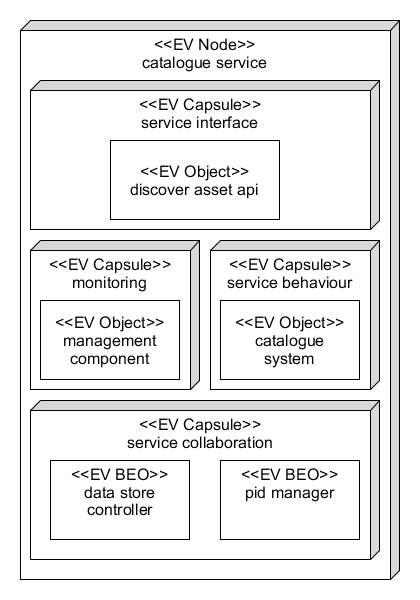 <<EV Node>>
catalogue service
<<EV Capsule>>
service interface
<<EV Object>>
discover asset api
<<EV Capsule>>
monitoring
<<EV Object>>
management
component
<<EV Capsule>>
service behaviour
<<EV Object>>
catalogue
system
<<EV Capsule>>
service collaboration
<<EV BEO>>
data store
controller
<<EV BEO>>
pid manager